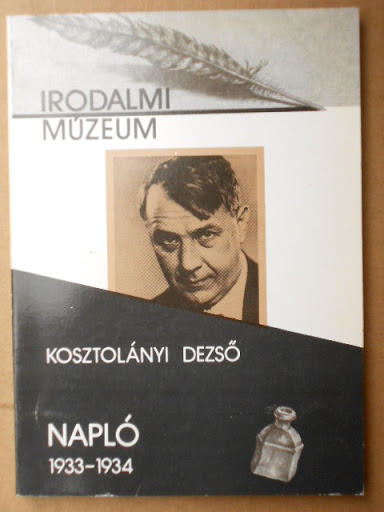 IRODALMI
MÚZEUM
KOSZTOLÁNYI DEZSŐ
NAPLÓ
1933-1934